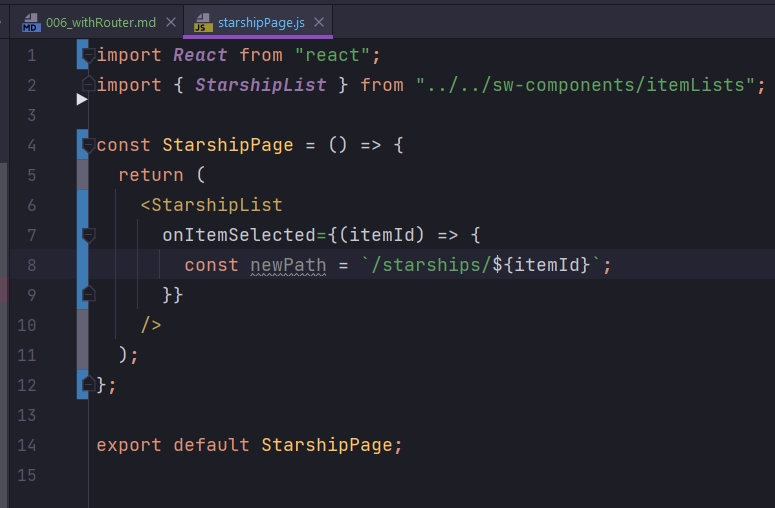 006_withRouter.md
starshipPage.js
1 import React from "react";
2 import { StarshipList } from "../../sw-components/itemLists";
3
4 const StarshipPage = () => {
5   return (
6     <StarshipList
7       onItemSelected={(itemId) => {
8         const newPath = `/starships/${itemId}`;
9       }}
10     />
11   );
12 };
13
14 export default StarshipPage;
15